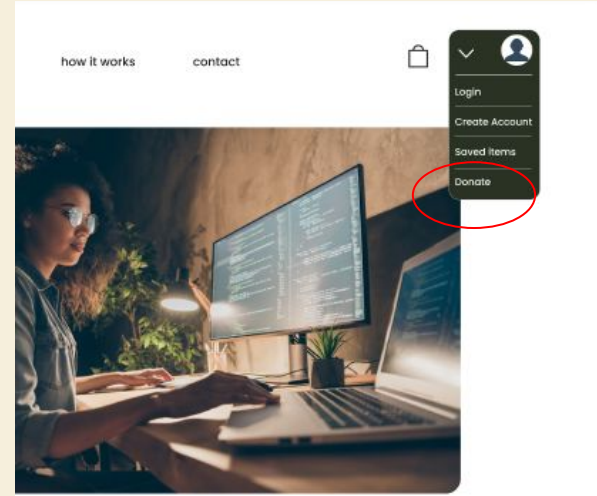 how it works
contact
Login
Create Account
Saved Items
Donate